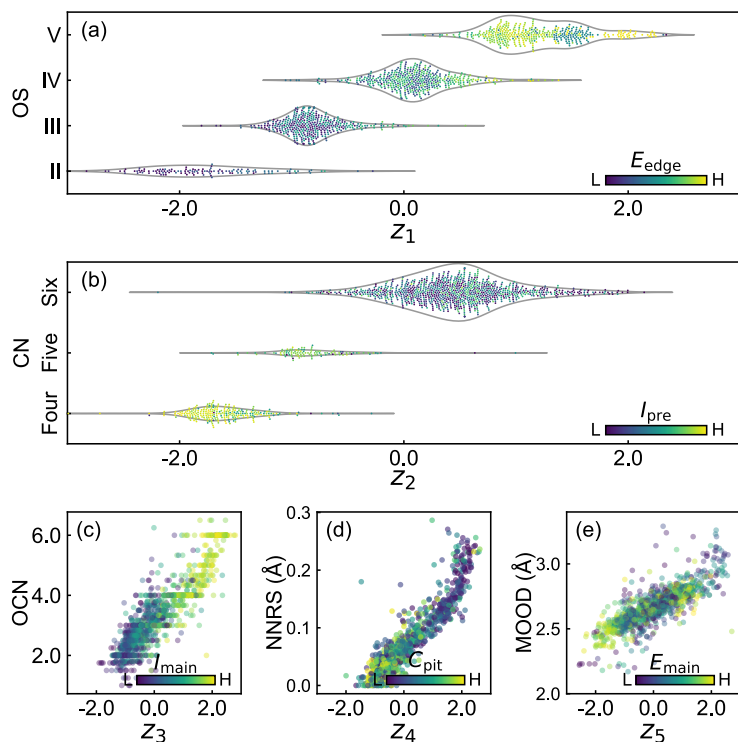 (a)
OS
V
IV
III
II
E_edge
L H
-2.0 0.0 2.0
z_1
(b)
CN
Six
Five
Four
I_pre
L H
-2.0 0.0 2.0
z_2
(c)
OCN
6.0
4.0
2.0
I_main
L H
-2.0 0.0 2.0
z_3
(d)
NNRS (Å)
0.3
0.2
0.1
0.0
C_pit
L H
-2.0 0.0 2.0
z_4
(e)
MOOD (Å)
3.0
2.5
2.0
E_main
L H
-2.0 0.0 2.0
z_5